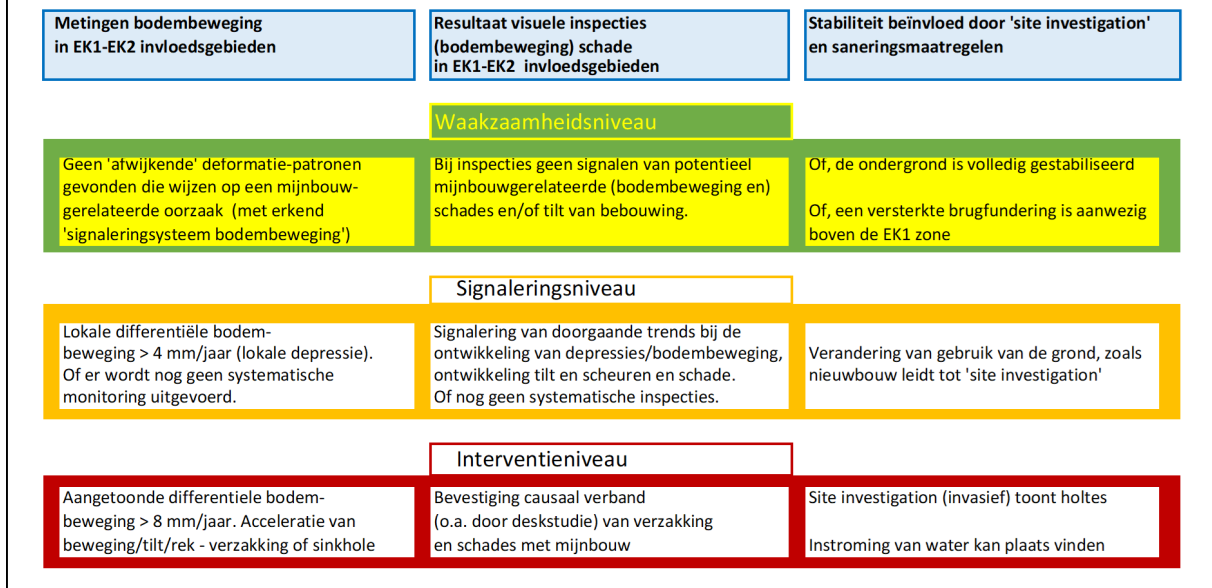 Metingen bodembeweging
in EK1-EK2 invloedsgebieden
Resultaat visuele inspecties
(bodembeweging) schade
in EK1-EK2  invloedsgebieden
Stabiliteit beïnvloed door 'site investigation'
en saneringsmaatregelen
Waakzaamheidsniveau
Geen 'afwijkende' deformatie-patronen
gevonden die wijzen op een mijnbouw-
gerelateerde oorzaak  (met erkend
'signaleringsysteem bodembeweging')
Bij inspecties geen signalen van potentieel
mijnbouwgerelateerde (bodembeweging en)
schades en/of tilt van bebouwing.
Of, de ondergrond is volledig gestabiliseerd
Of, een versterkte brugfundering is aanwezig
boven de EK1 zone
Signaleringsniveau
Lokale differentiële bodem-
beweging > 4 mm/jaar (lokale depressie).
Of er wordt nog geen systematische
monitoring uitgevoerd.
Signalering van doorgaande trends bij de
ontwikkeling van depressies/bodembeweging,
ontwikkeling tilt en scheuren en schade.
Of nog geen systematische inspecties.
Verandering van gebruik van de grond, zoals
nieuwbouw leidt tot 'site investigation'
Interventieniveau
Aangetoonde differentiele bodem-
beweging > 8 mm/jaar. Acceleratie van
beweging/tilt/rek - verzakking of sinkhole
Bevestiging causaal verband
(o.a. door deskstudie) van verzakking
en schades met mijnbouw
Site investigation (invasief) toont holtes
Instroming van water kan plaats vinden